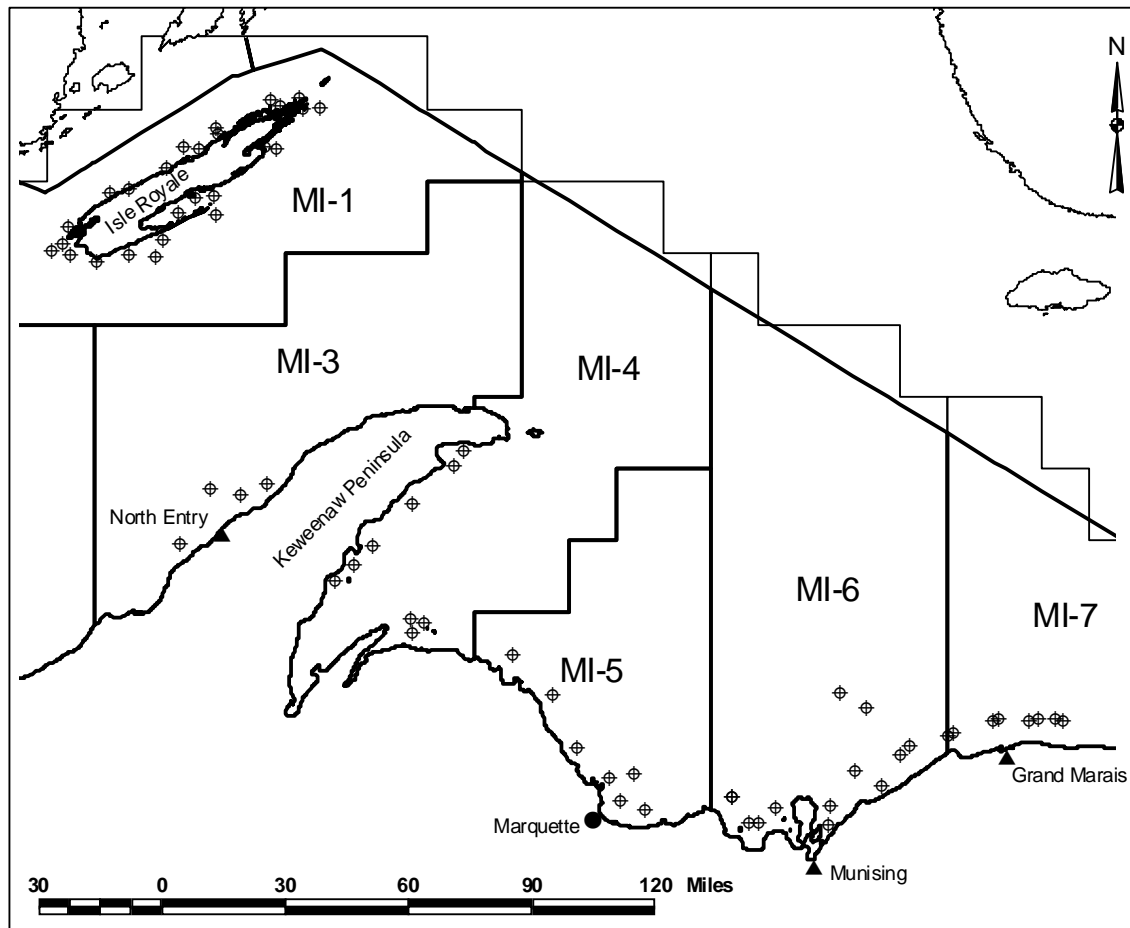 N
Isle Royale
MI-1
MI-3
MI-4
Keweenaw Peninsula
North Entry
MI-6
MI-7
MI-5
Grand Marais
Marquette
Munising
30 0 30 60 90 120 Miles